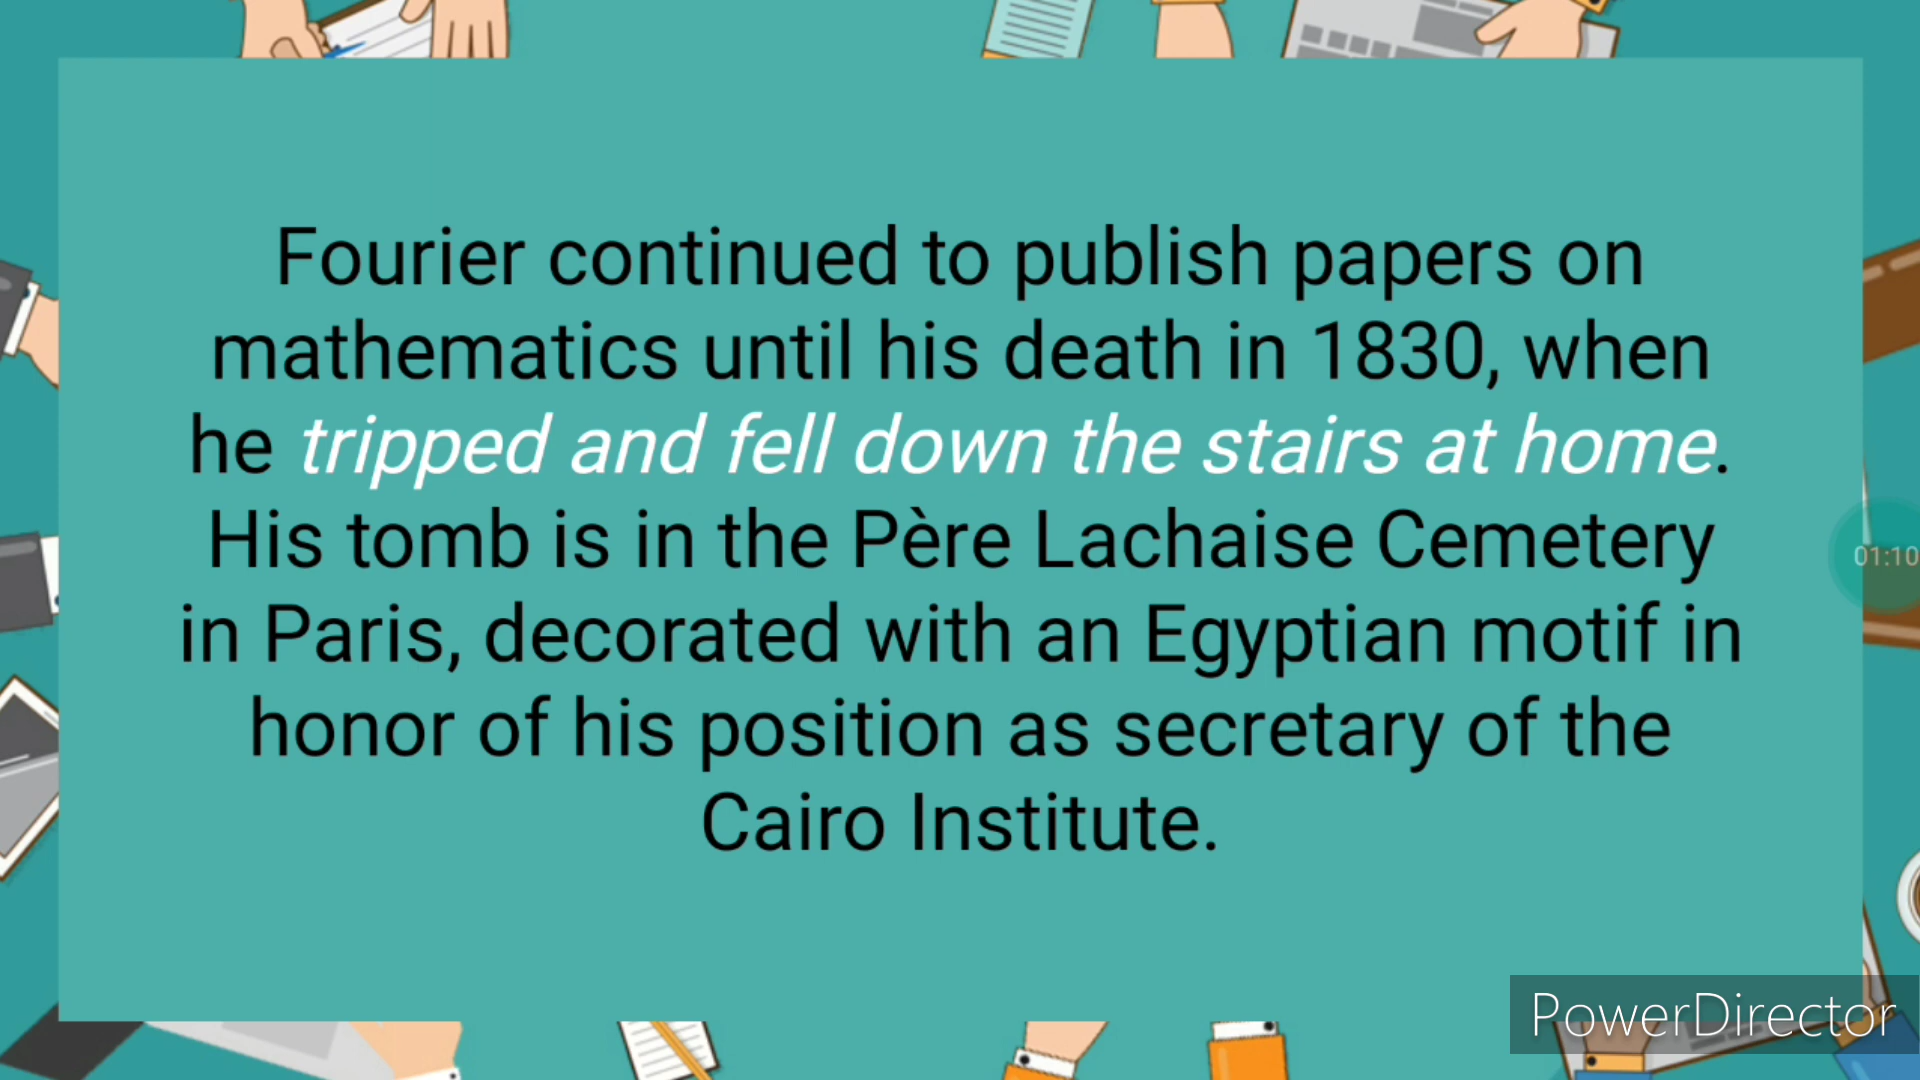 Fourier continued to publish papers on
mathematics until his death in 1830, when
he tripped and fell down the stairs at home.
His tomb is in the Père Lachaise Cemetery
in Paris, decorated with an Egyptian motif in
honor of his position as secretary of the
Cairo Institute.
01:10
PowerDirector